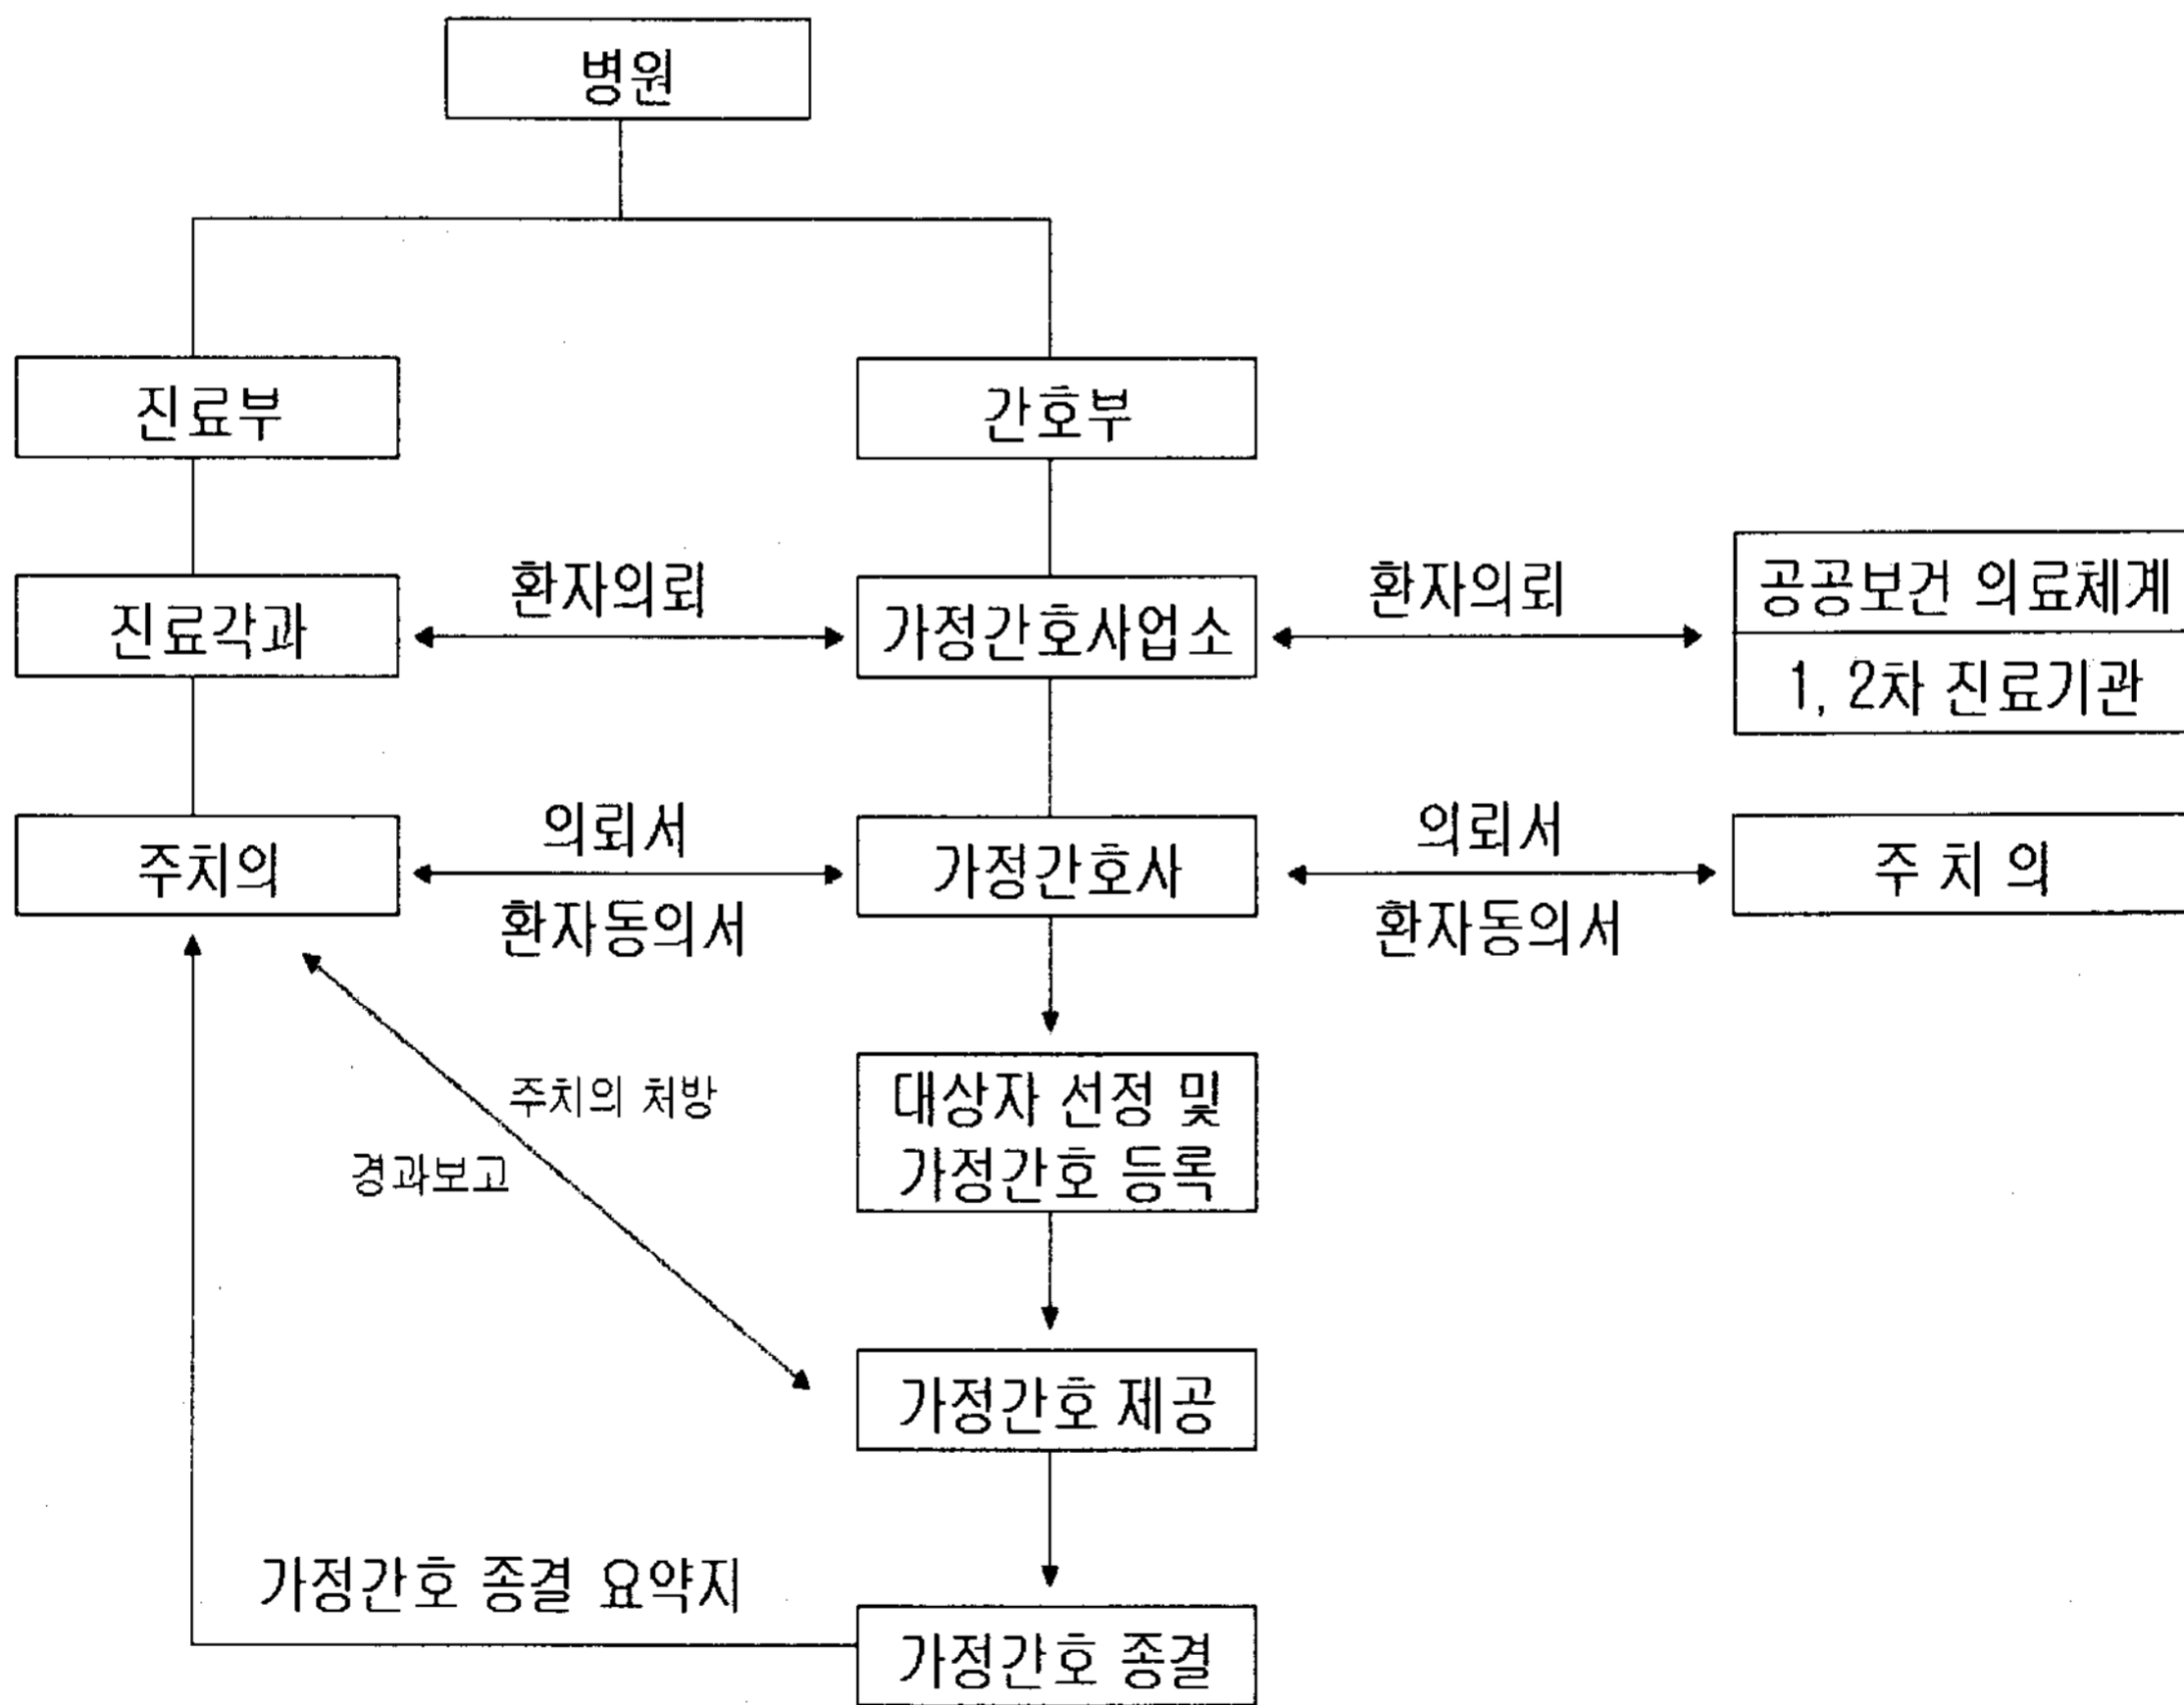 병원
진료부
간호부
진료각과
환자의뢰
가정간호사업소
환자의뢰
공공보건 의료체계
1, 2차 진료기관
주치의
의뢰서
환자동의서
가정간호사
의뢰서
환자동의서
주 치 의
주치의 처방
경과보고
대상자 선정 및
가정간호 등록
가정간호 제공
가정간호 종결 요약지
가정간호 종결